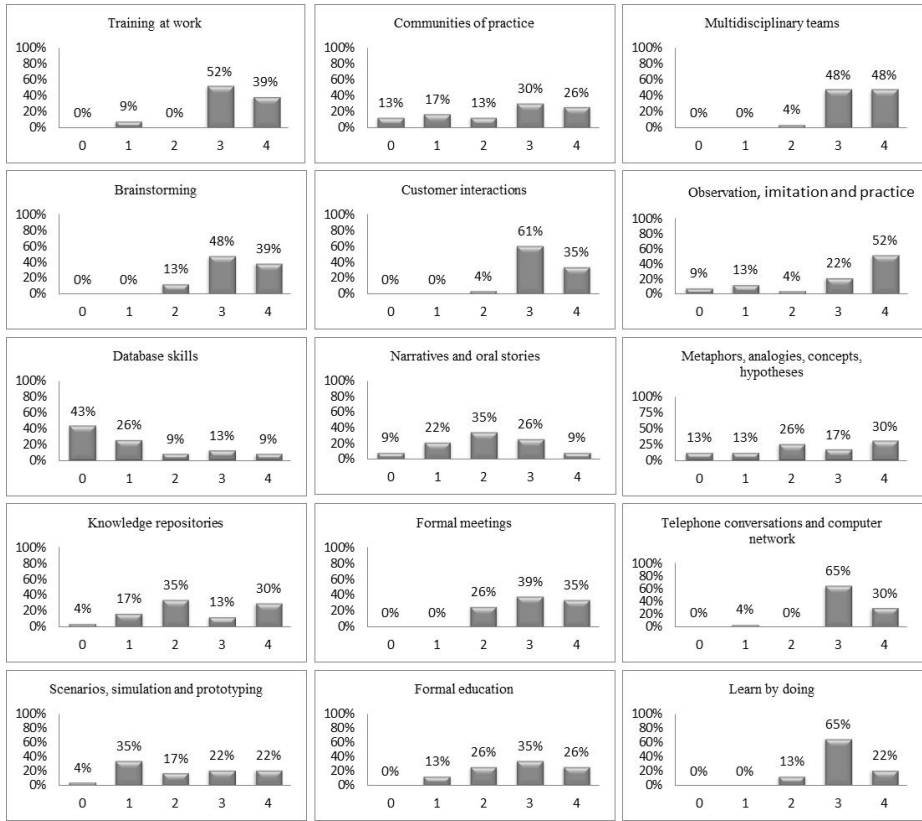 Training at work
100%
80%
60%
40%
20%
0%
0% 9% 0% 52% 39%
0 1 2 3 4
Communities of practice
100%
80%
60%
40%
20%
0%
13% 17% 13% 30% 26%
0 1 2 3 4
Multidisciplinary teams
100%
80%
60%
40%
20%
0%
0% 0% 4% 48% 48%
0 1 2 3 4
Brainstorming
100%
80%
60%
40%
20%
0%
0% 0% 13% 48% 39%
0 1 2 3 4
Customer interactions
100%
80%
60%
40%
20%
0%
0% 0% 4% 61% 35%
0 1 2 3 4
Observation, imitation and practice
100%
80%
60%
40%
20%
0%
9% 13% 4% 22% 52%
0 1 2 3 4
Database skills
100%
80%
60%
40%
20%
0%
43% 26% 9% 13% 9%
0 1 2 3 4
Narratives and oral stories
100%
80%
60%
40%
20%
0%
9% 22% 35% 26% 9%
0 1 2 3 4
Metaphors, analogies, concepts,
hypotheses
100%
75%
50%
25%
0%
13% 13% 26% 17% 30%
0 1 2 3 4
Knowledge repositories
100%
80%
60%
40%
20%
0%
4% 17% 35% 13% 30%
0 1 2 3 4
Formal meetings
100%
80%
60%
40%
20%
0%
0% 0% 26% 39% 35%
0 1 2 3 4
Telephone conversations and computer
network
100%
80%
60%
40%
20%
0%
0% 4% 0% 65% 30%
0 1 2 3 4
Scenarios, simulation and prototyping
100%
80%
60%
40%
20%
0%
4% 35% 17% 22% 22%
0 1 2 3 4
Formal education
100%
80%
60%
40%
20%
0%
0% 13% 26% 35% 26%
0 1 2 3 4
Learn by doing
100%
80%
60%
40%
20%
0%
0% 0% 13% 65% 22%
0 1 2 3 4